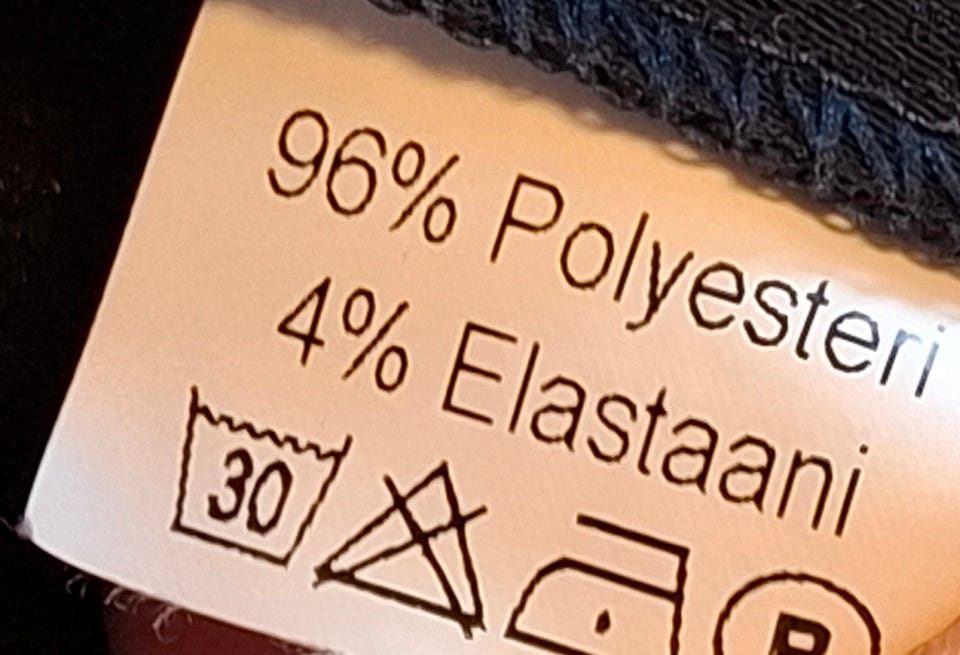 96% Polyesteri
4% Elastaani
30 P